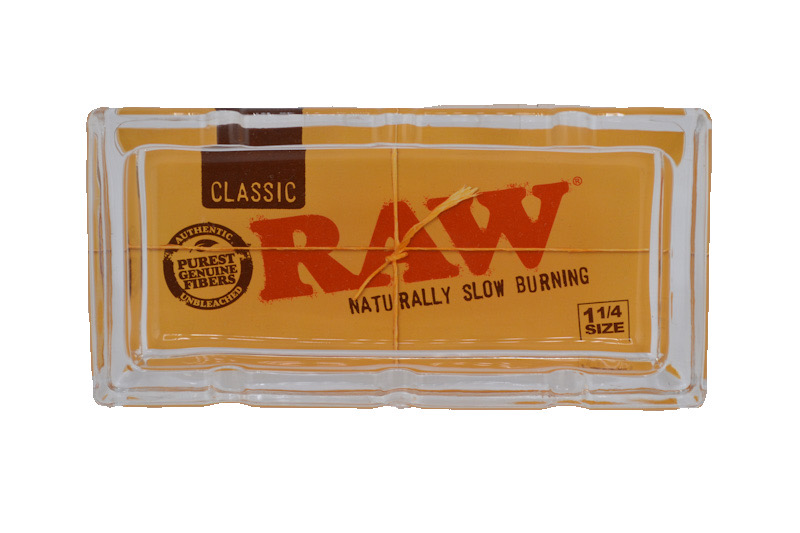 CLASSIC
RAW®
AUTHENTIC
PUREST
GENUINE
FIBERS
UNBLEACHED
NATURALLY SLOW BURNING
1 1/4
SIZE